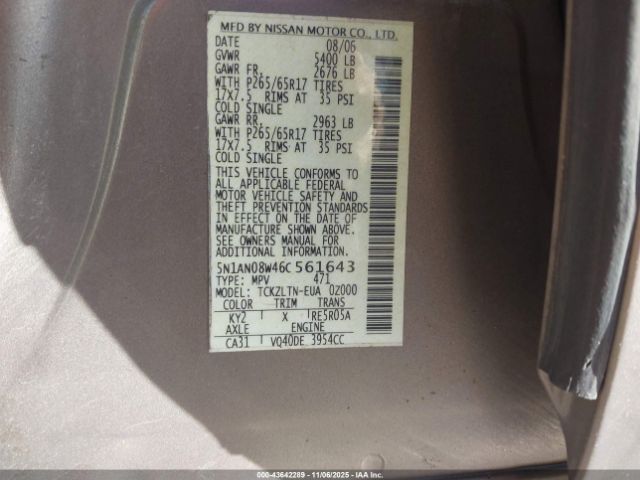 MFD BY NISSAN MOTOR CO., LTD.
DATE 08/06
GVWR 5400 LB
GAWR FR. 2676 LB
WITH P265/65R17 TIRES
17X7.5 RIMS AT 35 PSI
COLD SINGLE
GAWR RR. 2963 LB
WITH P265/65R17 TIRES
17X7.5 RIMS AT 35 PSI
COLD SINGLE
THIS VEHICLE CONFORMS TO
ALL APPLICABLE FEDERAL
MOTOR VEHICLE SAFETY AND
THEFT PREVENTION STANDARDS
IN EFFECT ON THE DATE OF
MANUFACTURE SHOWN ABOVE.
SEE OWNERS MANUAL FOR
ADDITIONAL INFORMATION
5N1AN08W46C561643
TYPE: MPV 471
MODEL: TCKZLTN-EUA 0Z000
COLOR TRIM TRANS
KY2 X RE5R05A
AXLE ENGINE
CA31 VQ40DE 3954CC
000-43642289 - 11/06/2025 - IAA, Inc.